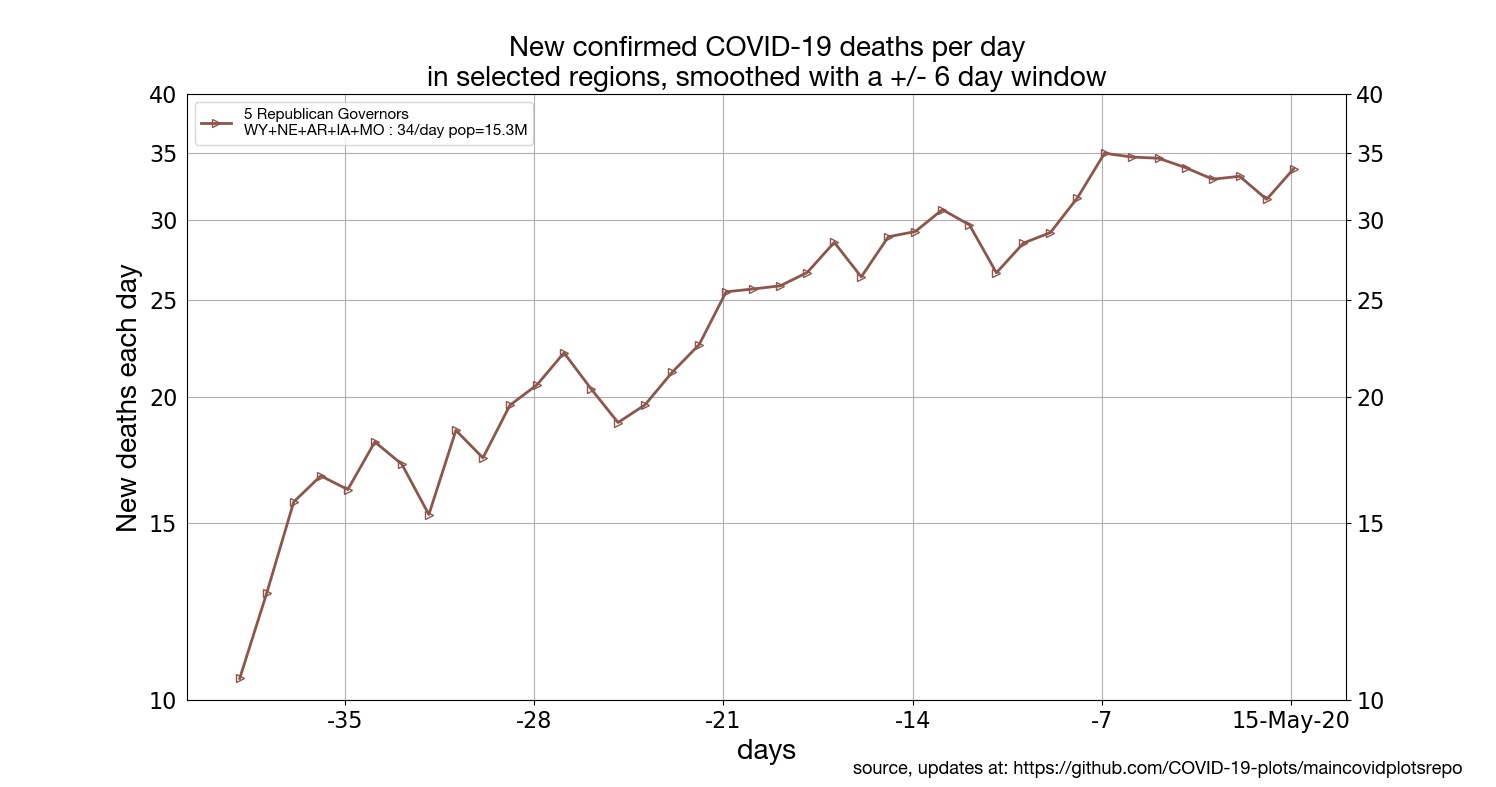 New confirmed COVID-19 deaths per day
in selected regions, smoothed with a +/- 6 day window
40
40
5 Republican Governors
WY+NE+AR+IA+MO : 34/day pop=15.3M
35
35
30
30
25
25
20
20
15
15
10
10
New deaths each day
-35
-28
-21
-14
-7
15-May-20
days
source, updates at: https://github.com/COVID-19-plots/maincovidplotsrepo